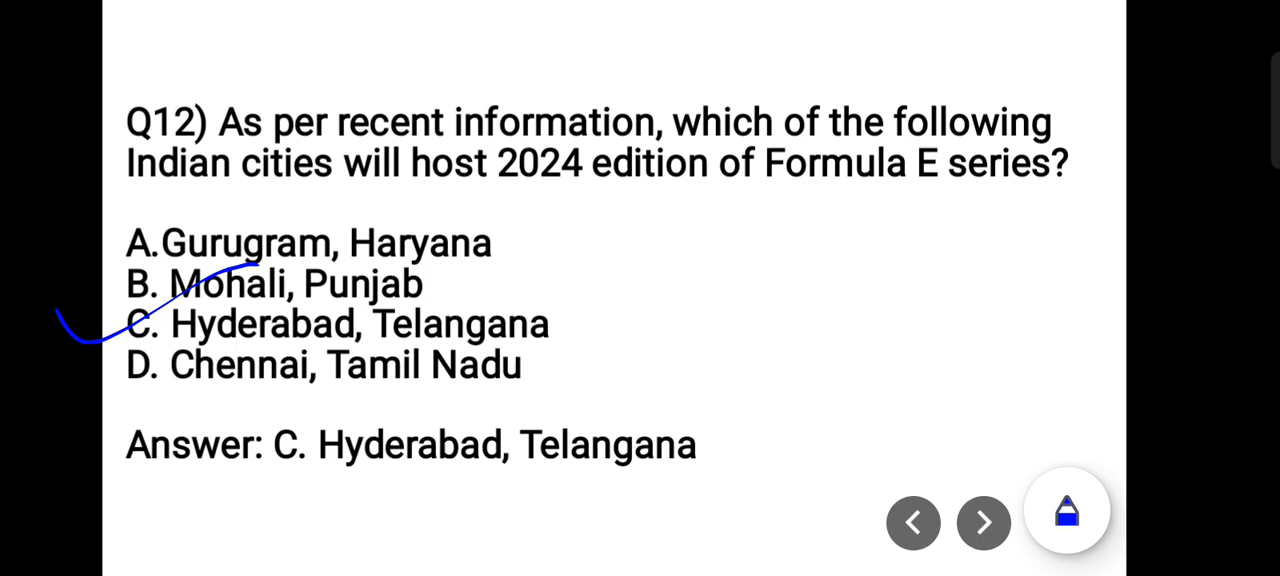 Q12) As per recent information, which of the following
Indian cities will host 2024 edition of Formula E series?
A.Gurugram, Haryana
B. Mohali, Punjab
C. Hyderabad, Telangana
D. Chennai, Tamil Nadu
Answer: C. Hyderabad, Telangana